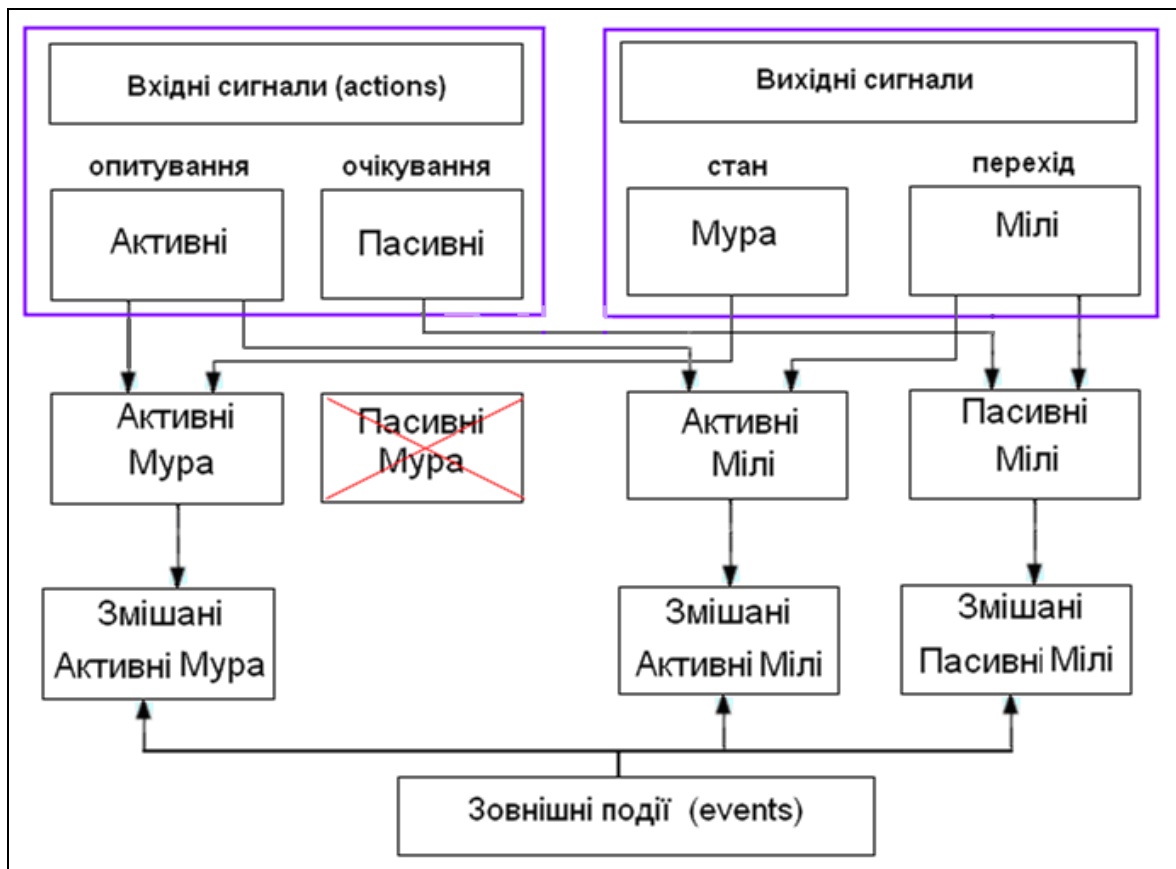 Вхідні сигнали (actions)
Вихідні сигнали
опитування
очікування
стан
перехід
Активні
Пасивні
Мура
Мілі
Активні
Мура
Пасивні
Мура
Активні
Мілі
Пасивні
Мілі
Змішані
Активні Мура
Змішані
Активні Мілі
Змішані
Пасивні Мілі
Зовнішні події (events)